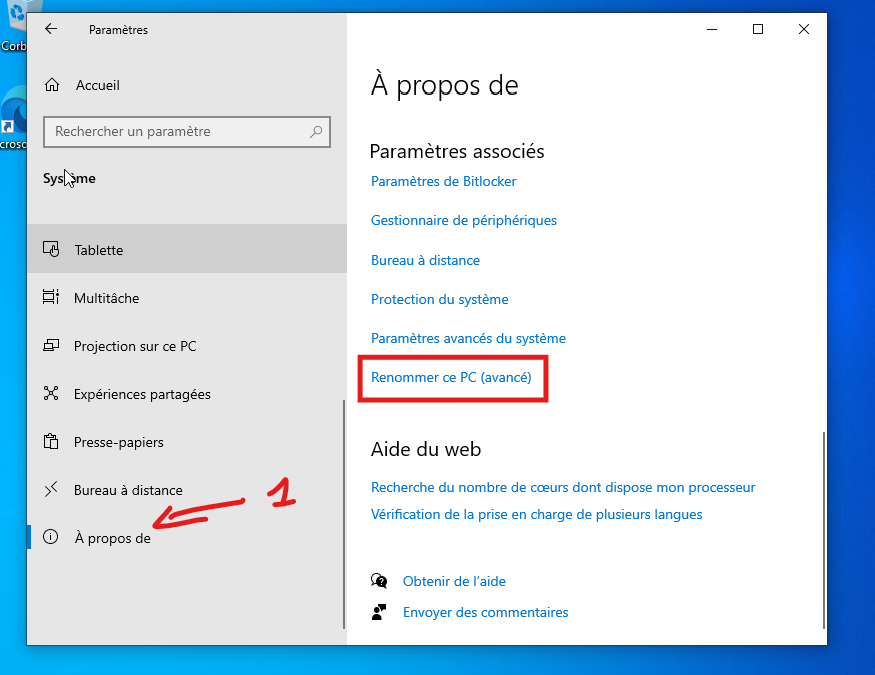 Paramètres
Accueil
Rechercher un paramètre
Système
Tablette
Multitâche
Projection sur ce PC
Expériences partagées
Presse-papiers
Bureau à distance
1
À propos de
À propos de
Paramètres associés
Paramètres de Bitlocker
Gestionnaire de périphériques
Bureau à distance
Protection du système
Paramètres avancés du système
Renommer ce PC (avancé)
Aide du web
Recherche du nombre de cœurs dont dispose mon processeur
Vérification de la prise en charge de plusieurs langues
Obtenir de l'aide
Envoyer des commentaires
Corb
croso